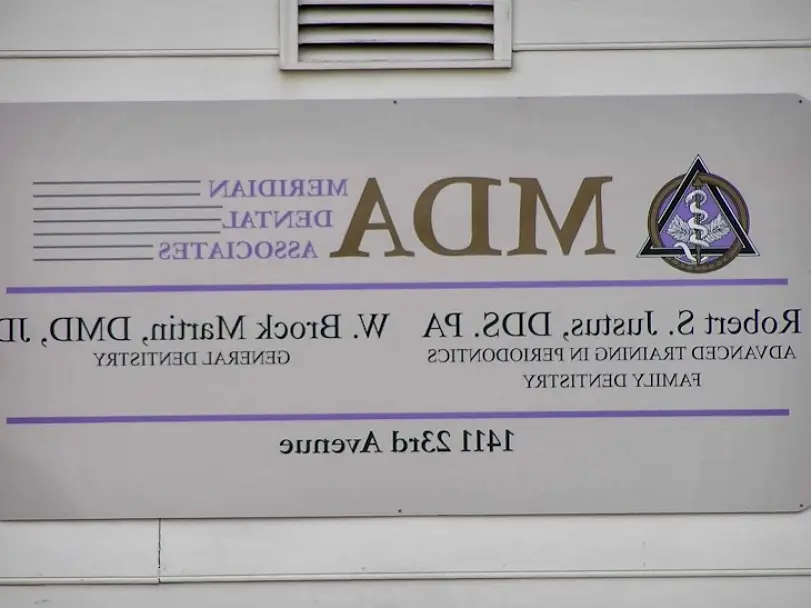 MDA
MERIDIAN
DENTAL
ASSOCIATES
Robert S. Justus, DDS. PA
ADVANCED TRAINING IN PERIODONTICS
FAMILY DENTISTRY
W. Brock Martin, DMD, JD
GENERAL DENTISTRY
1411 23rd Avenue